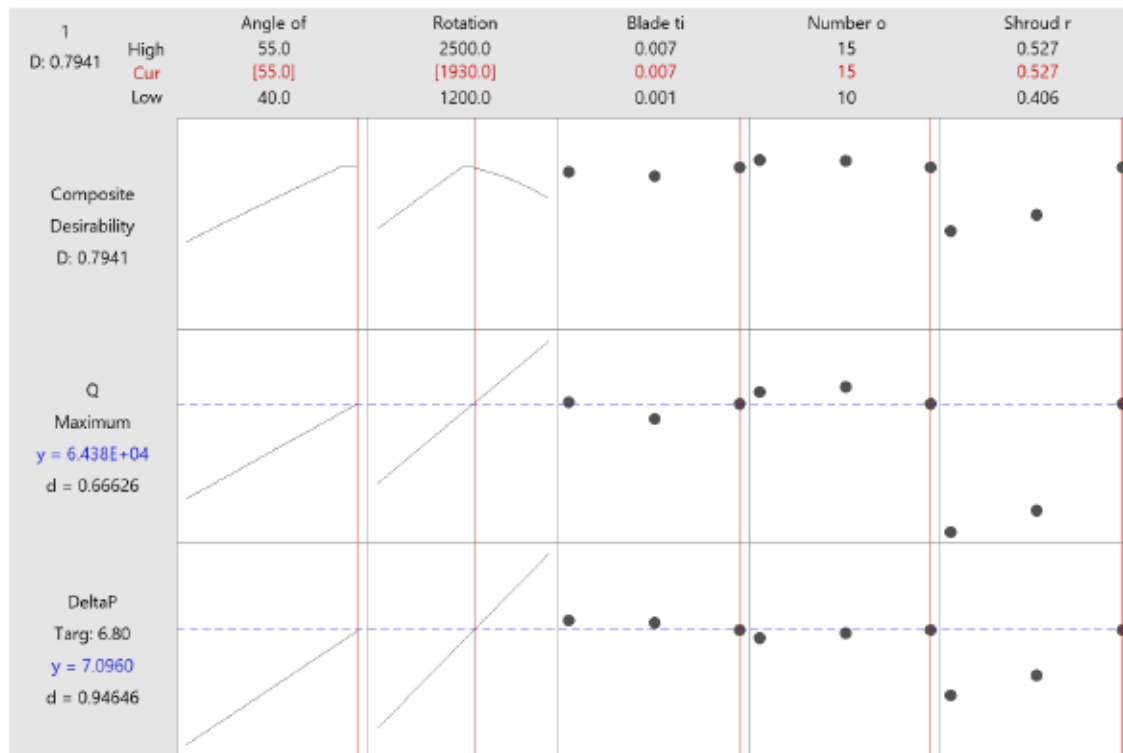 1
D: 0.7941
High
Cur
Low
Angle of
55.0
[55.0]
40.0
Rotation
2500.0
[1930.0]
1200.0
Blade ti
0.007
0.007
0.001
Number o
15
15
10
Shroud r
0.527
0.527
0.406
Composite
Desirability
D: 0.7941
Q
Maximum
y = 6.438E+04
d = 0.66626
DeltaP
Targ: 6.80
y = 7.0960
d = 0.94646